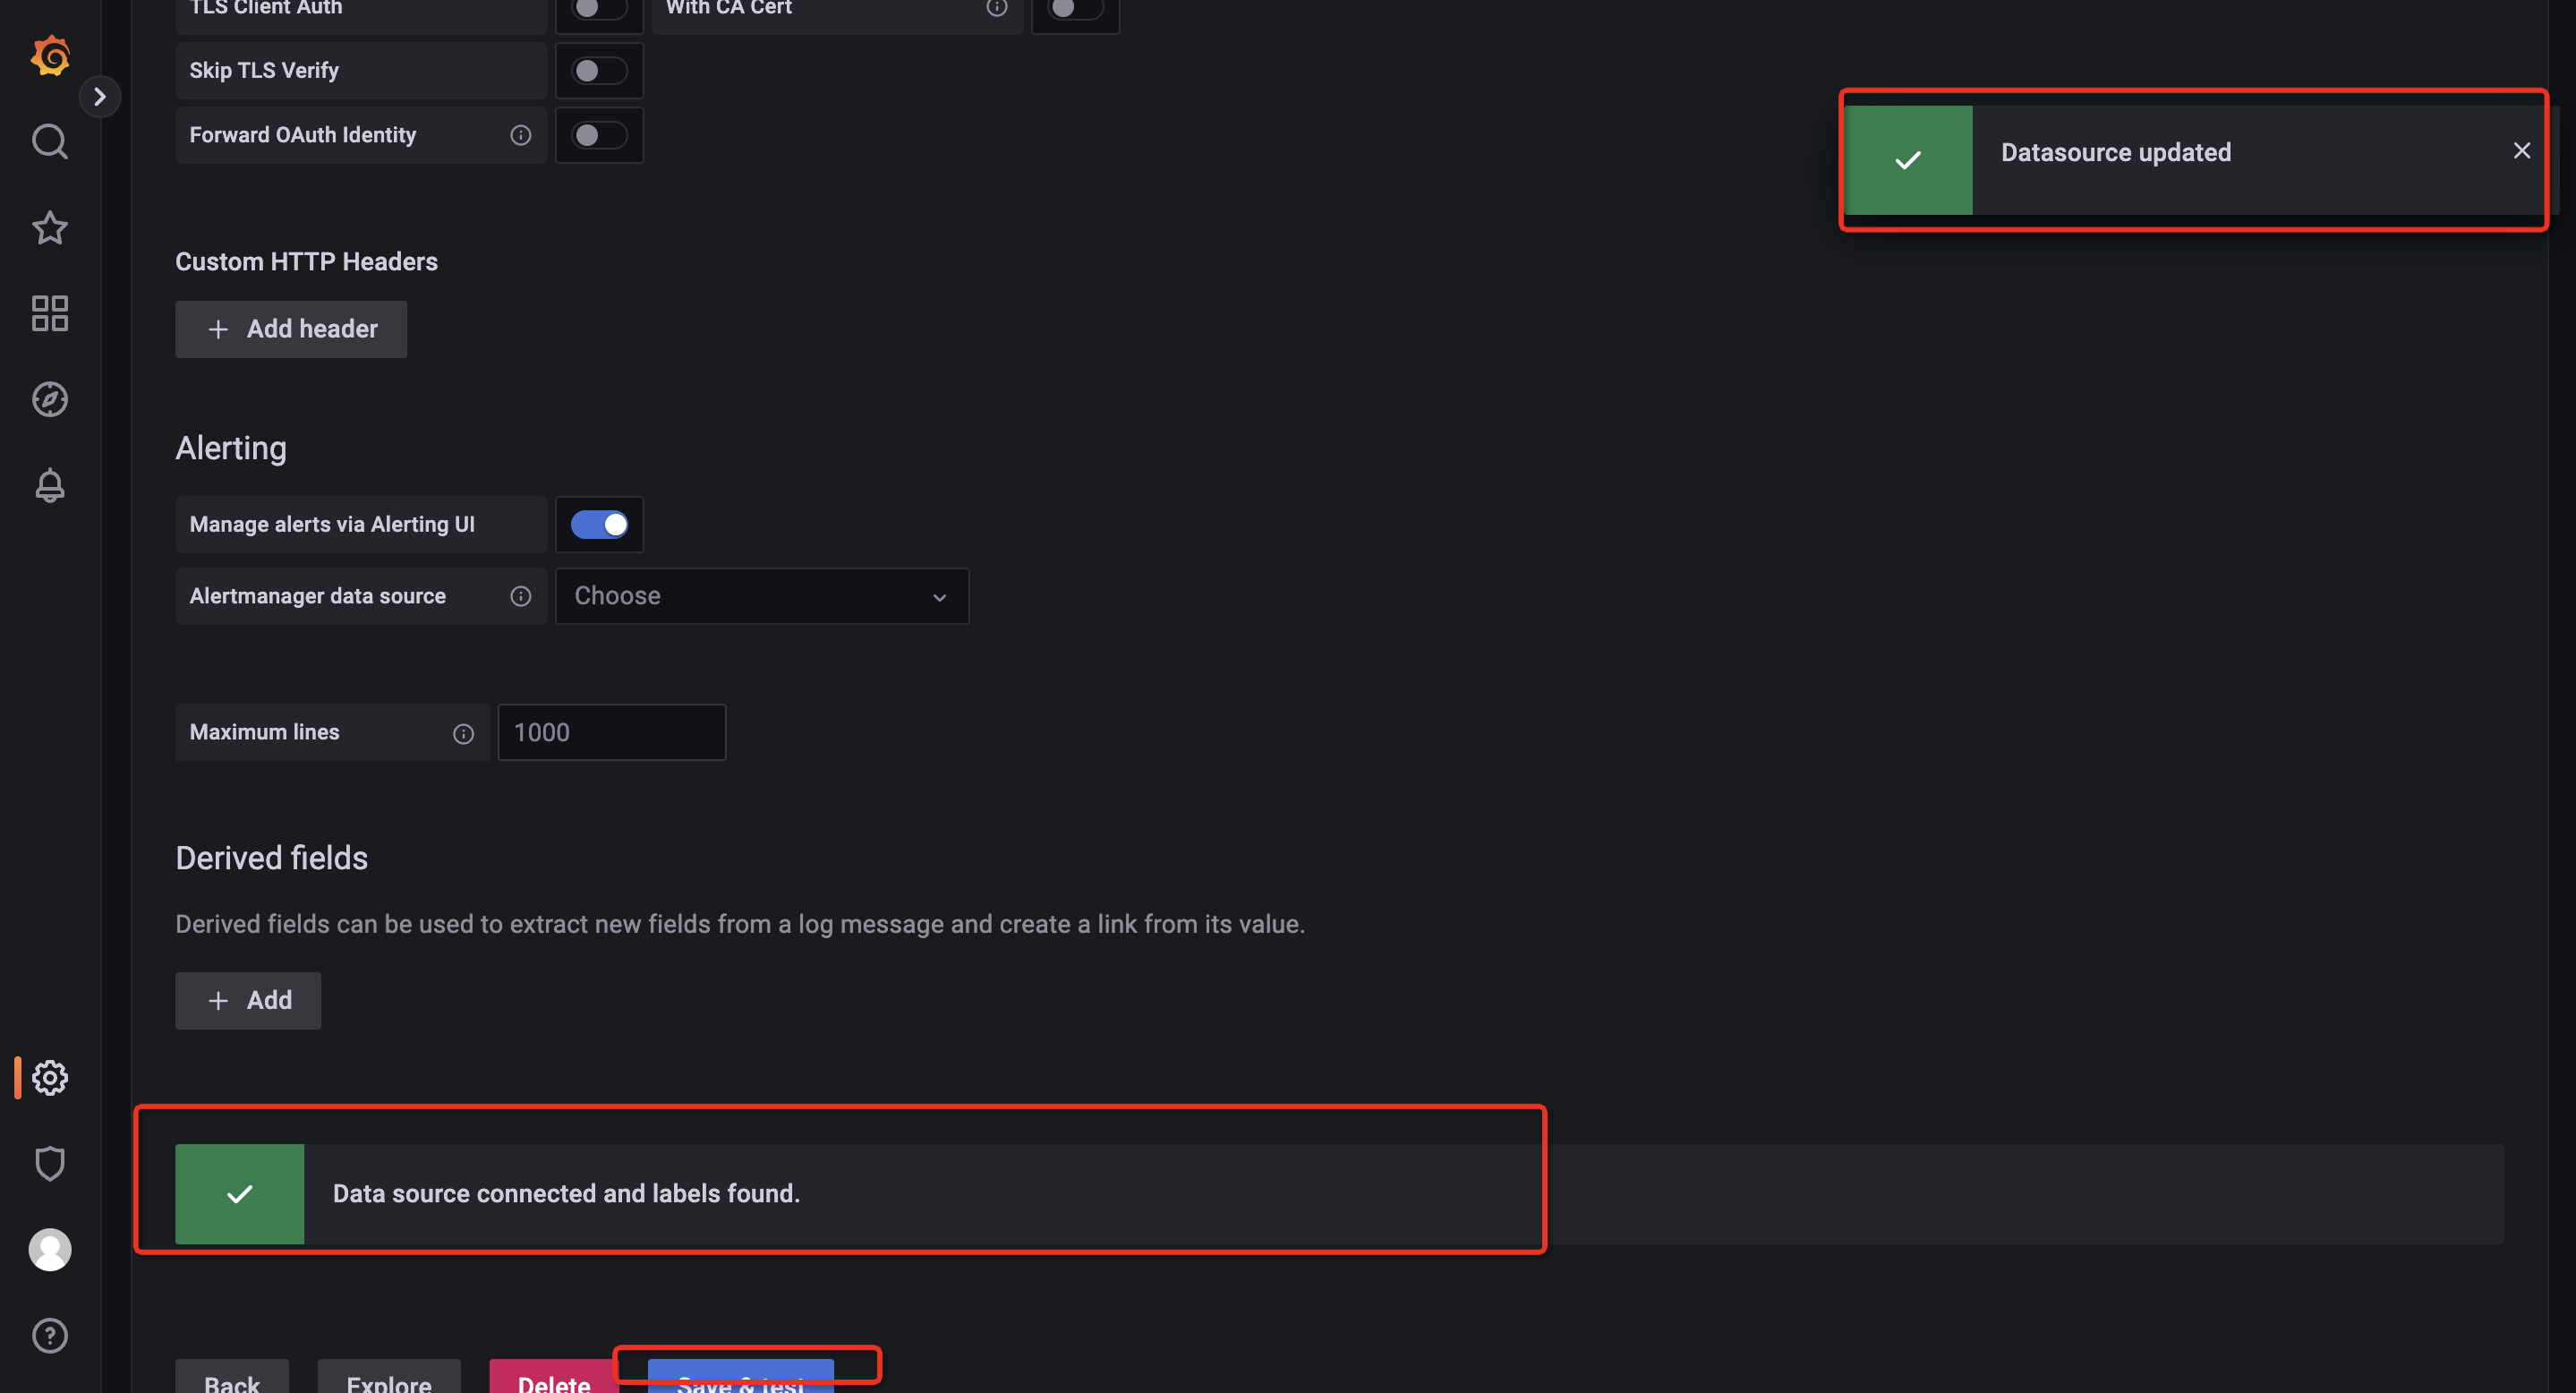 TLS Client Auth With CA Cert
Skip TLS Verify
Forward OAuth Identity
Datasource updated
Custom HTTP Headers
Add header
Alerting
Manage alerts via Alerting UI
Alertmanager data source Choose
Maximum lines 1000
Derived fields
Derived fields can be used to extract new fields from a log message and create a link from its value.
Add
Data source connected and labels found.
Back Explore Delete Save & test